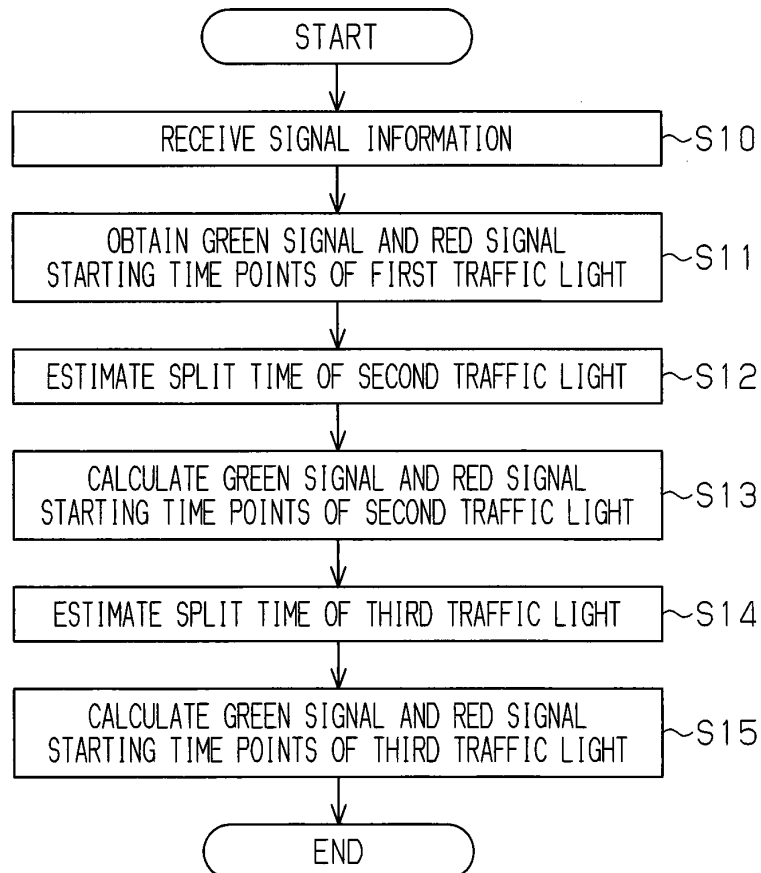 START
RECEIVE SIGNAL INFORMATION
~S10
OBTAIN GREEN SIGNAL AND RED SIGNAL
STARTING TIME POINTS OF FIRST TRAFFIC LIGHT
~S11
ESTIMATE SPLIT TIME OF SECOND TRAFFIC LIGHT
~S12
CALCULATE GREEN SIGNAL AND RED SIGNAL
STARTING TIME POINTS OF SECOND TRAFFIC LIGHT
~S13
ESTIMATE SPLIT TIME OF THIRD TRAFFIC LIGHT
~S14
CALCULATE GREEN SIGNAL AND RED SIGNAL
STARTING TIME POINTS OF THIRD TRAFFIC LIGHT
~S15
END